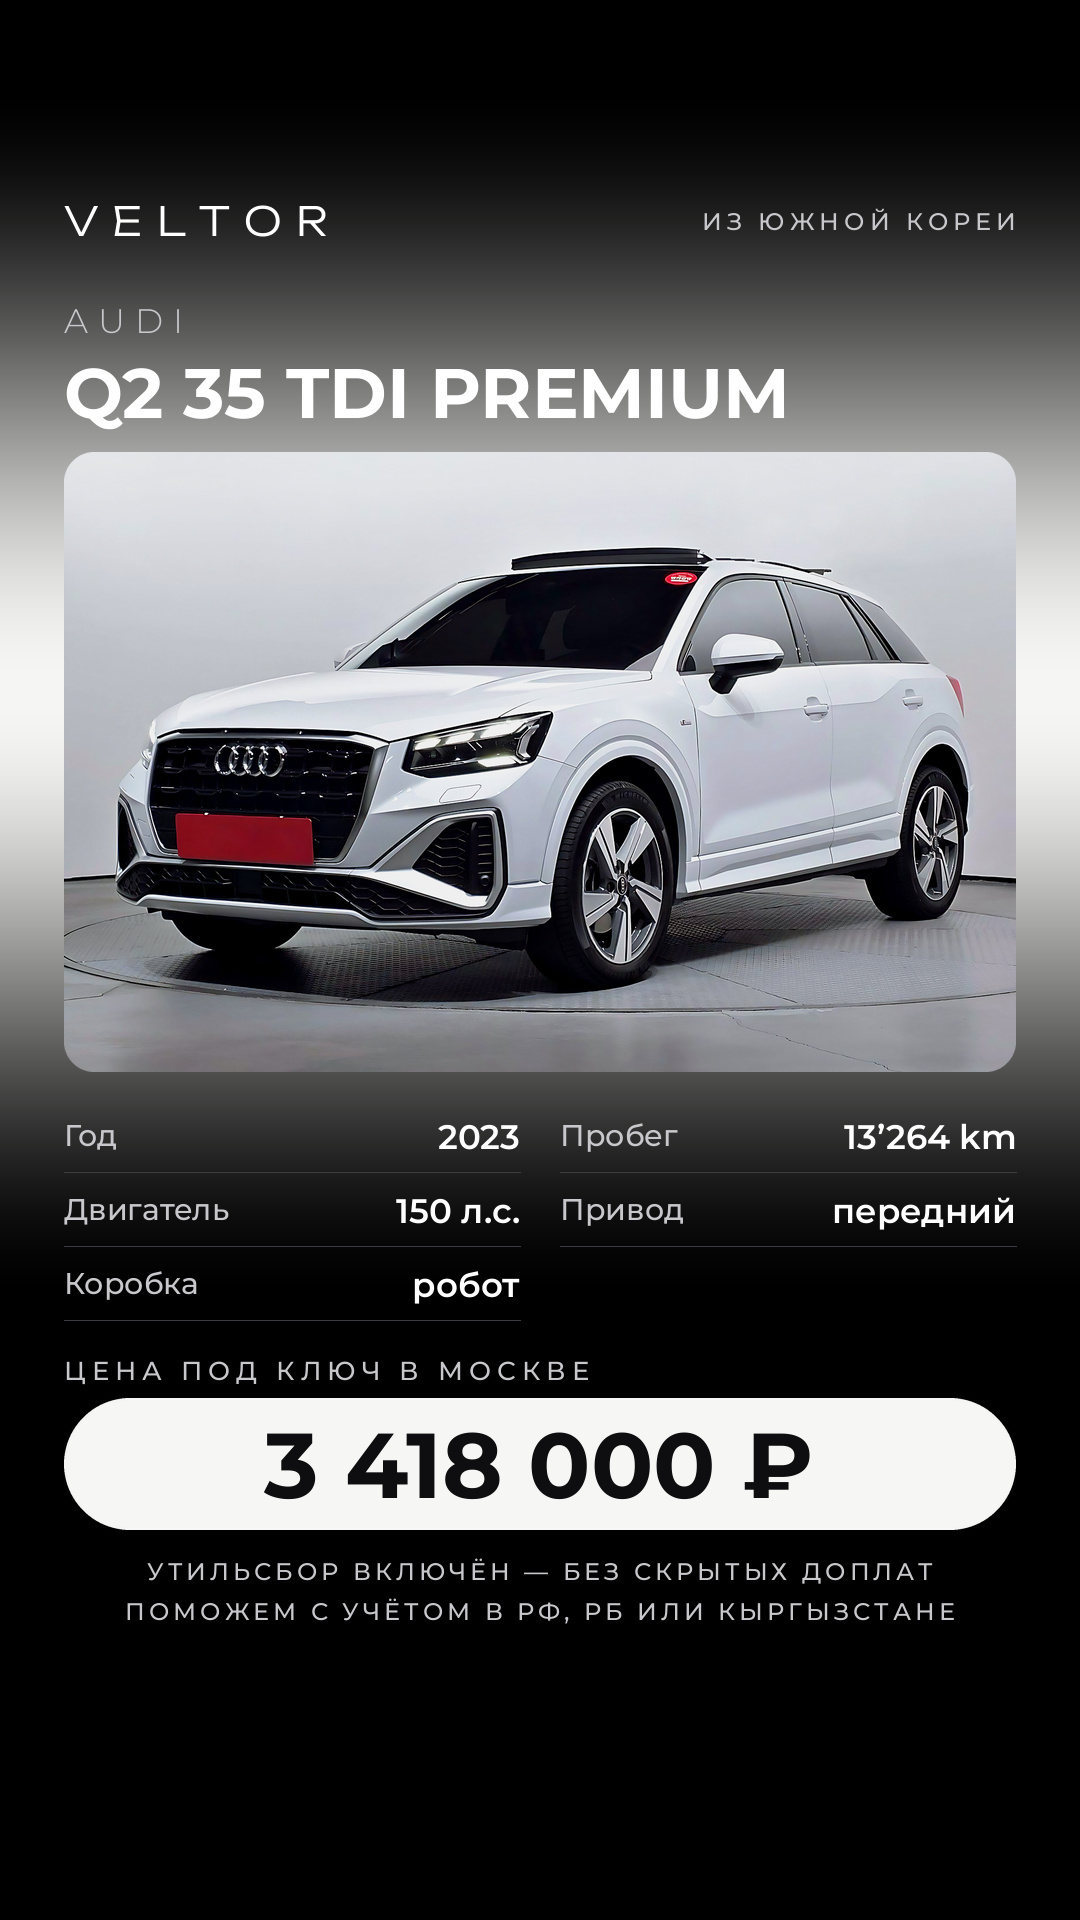 VELTOR
ИЗ ЮЖНОЙ КОРЕИ
AUDI
Q2 35 TDI PREMIUM
Год 2023
Пробег 13’264 km
Двигатель 150 л.с.
Привод передний
Коробка робот
ЦЕНА ПОД КЛЮЧ В МОСКВЕ
3 418 000 ₽
УТИЛЬСБОР ВКЛЮЧЁН — БЕЗ СКРЫТЫХ ДОПЛАТ
ПОМОЖЕМ С УЧЁТОМ В РФ, РБ ИЛИ КЫРГЫЗСТАНЕ